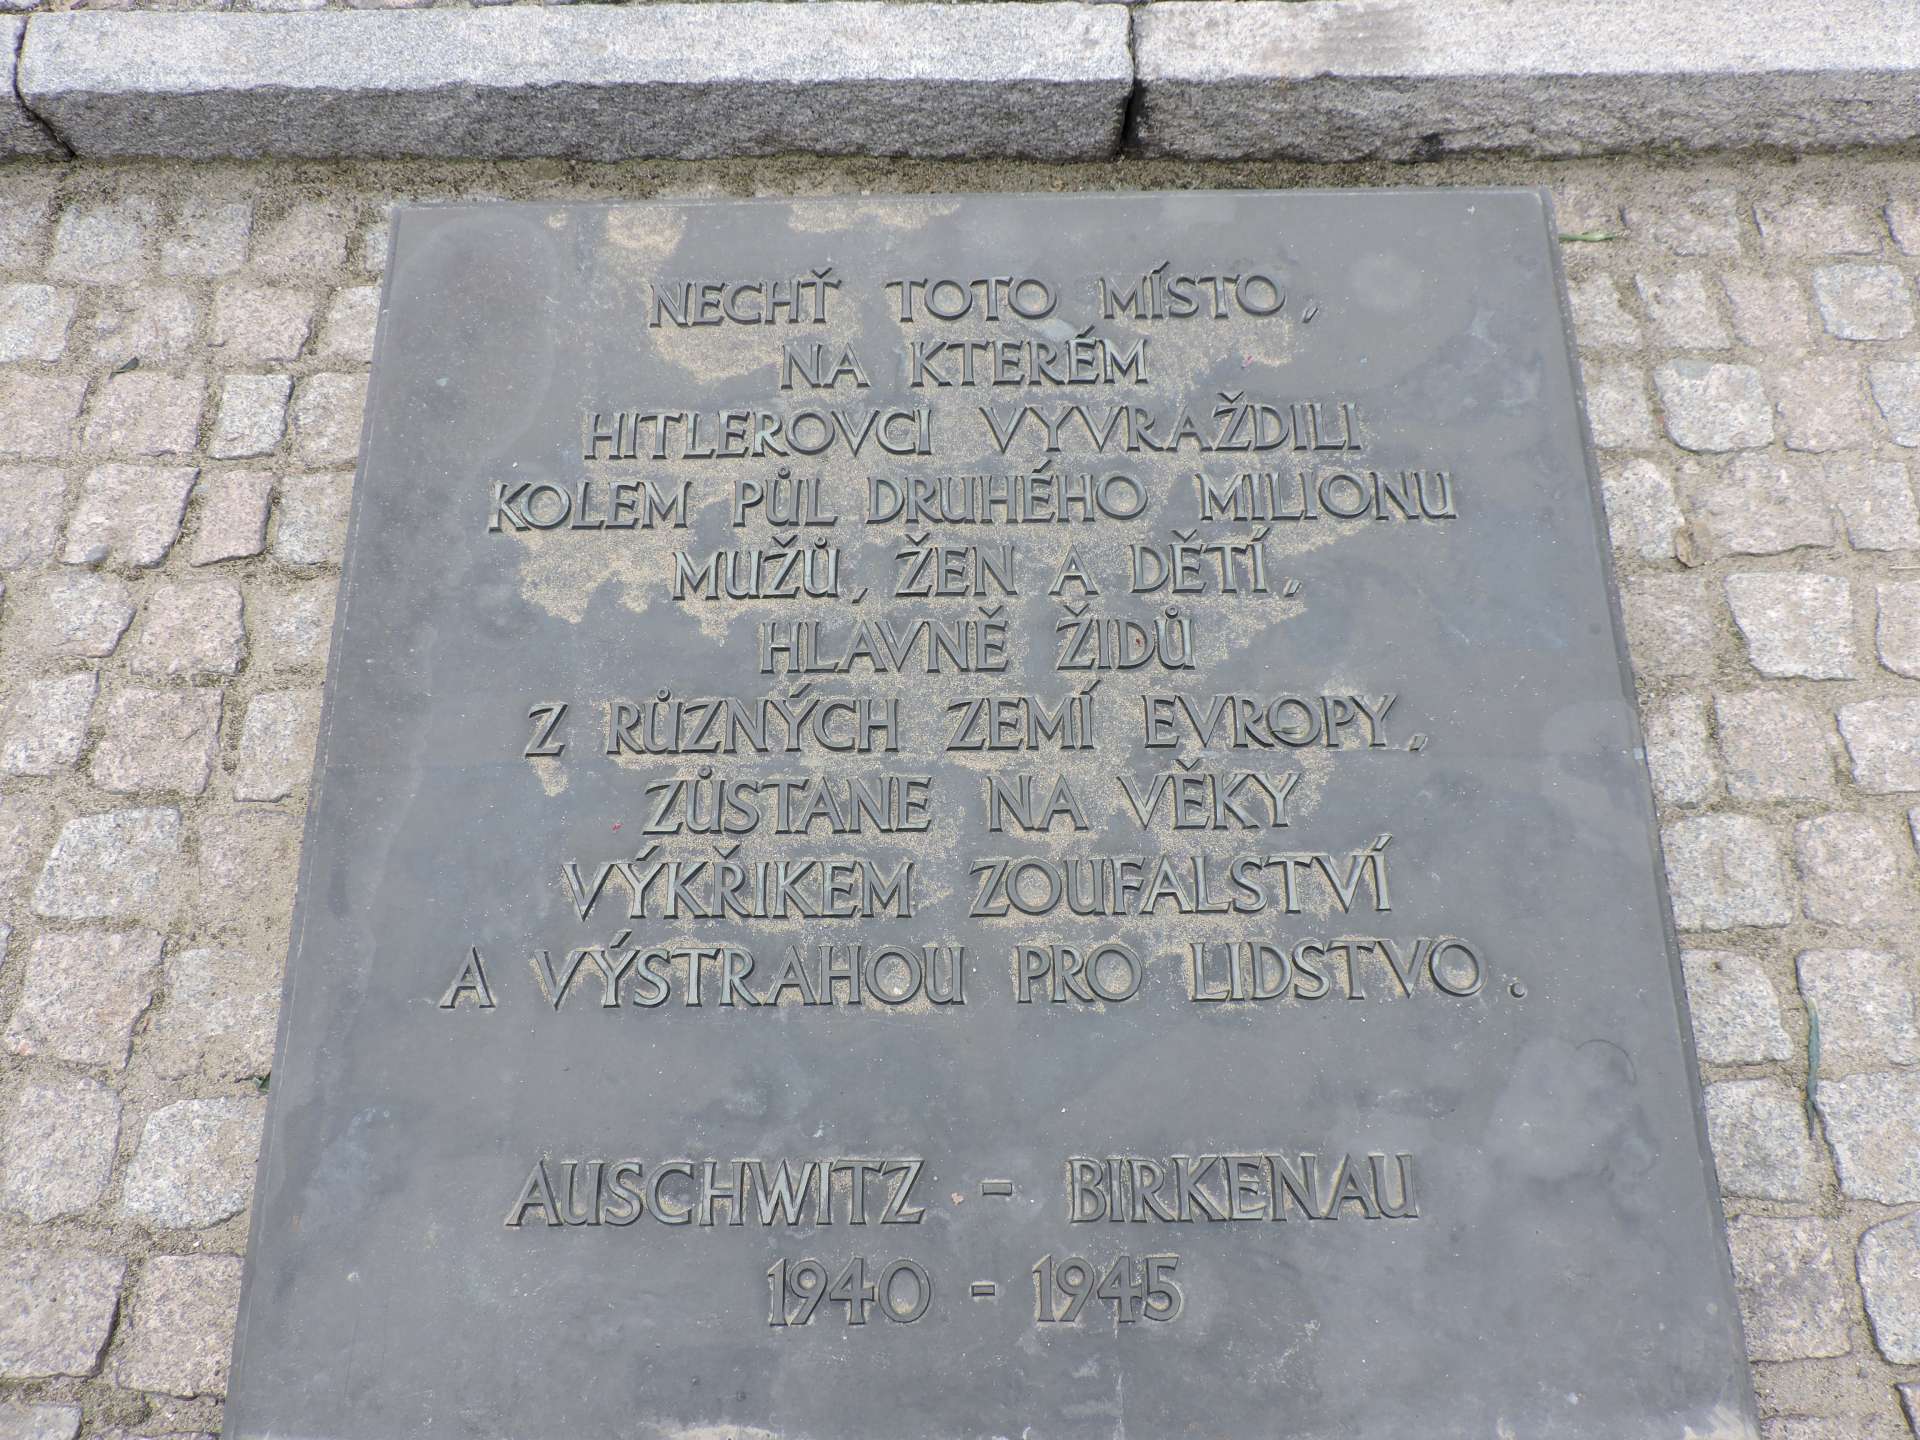 NECHŤ TOTO MÍSTO,
NA KTERÉM
HITLEROVCI VYVRAŽDILI
KOLEM PŮL DRUHÉHO MILIONU
MUŽŮ, ŽEN A DĚTÍ,
HLAVNĚ ŽIDŮ
Z RŮZNÝCH ZEMÍ EVROPY,
ZŮSTANE NA VĚKY
VÝKŘIKEM ZOUFALSTVÍ
A VÝSTRAHOU PRO LIDSTVO.
AUSCHWITZ - BIRKENAU
1940 - 1945